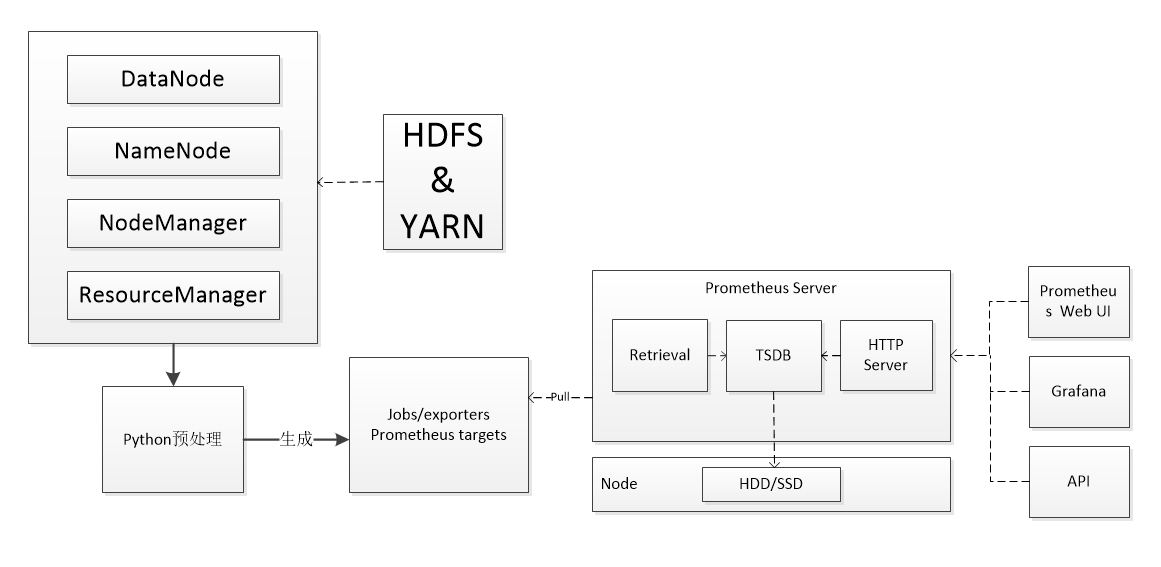 DataNode
NameNode
NodeManager
ResourceManager
HDFS
&
YARN
Prometheus Server
Retrieval
TSDB
HTTP
Server
Prometheu
s Web UI
Grafana
API
Pull
Jobs/exporters
Prometheus targets
Python预处理
生成
Node
HDD/SSD